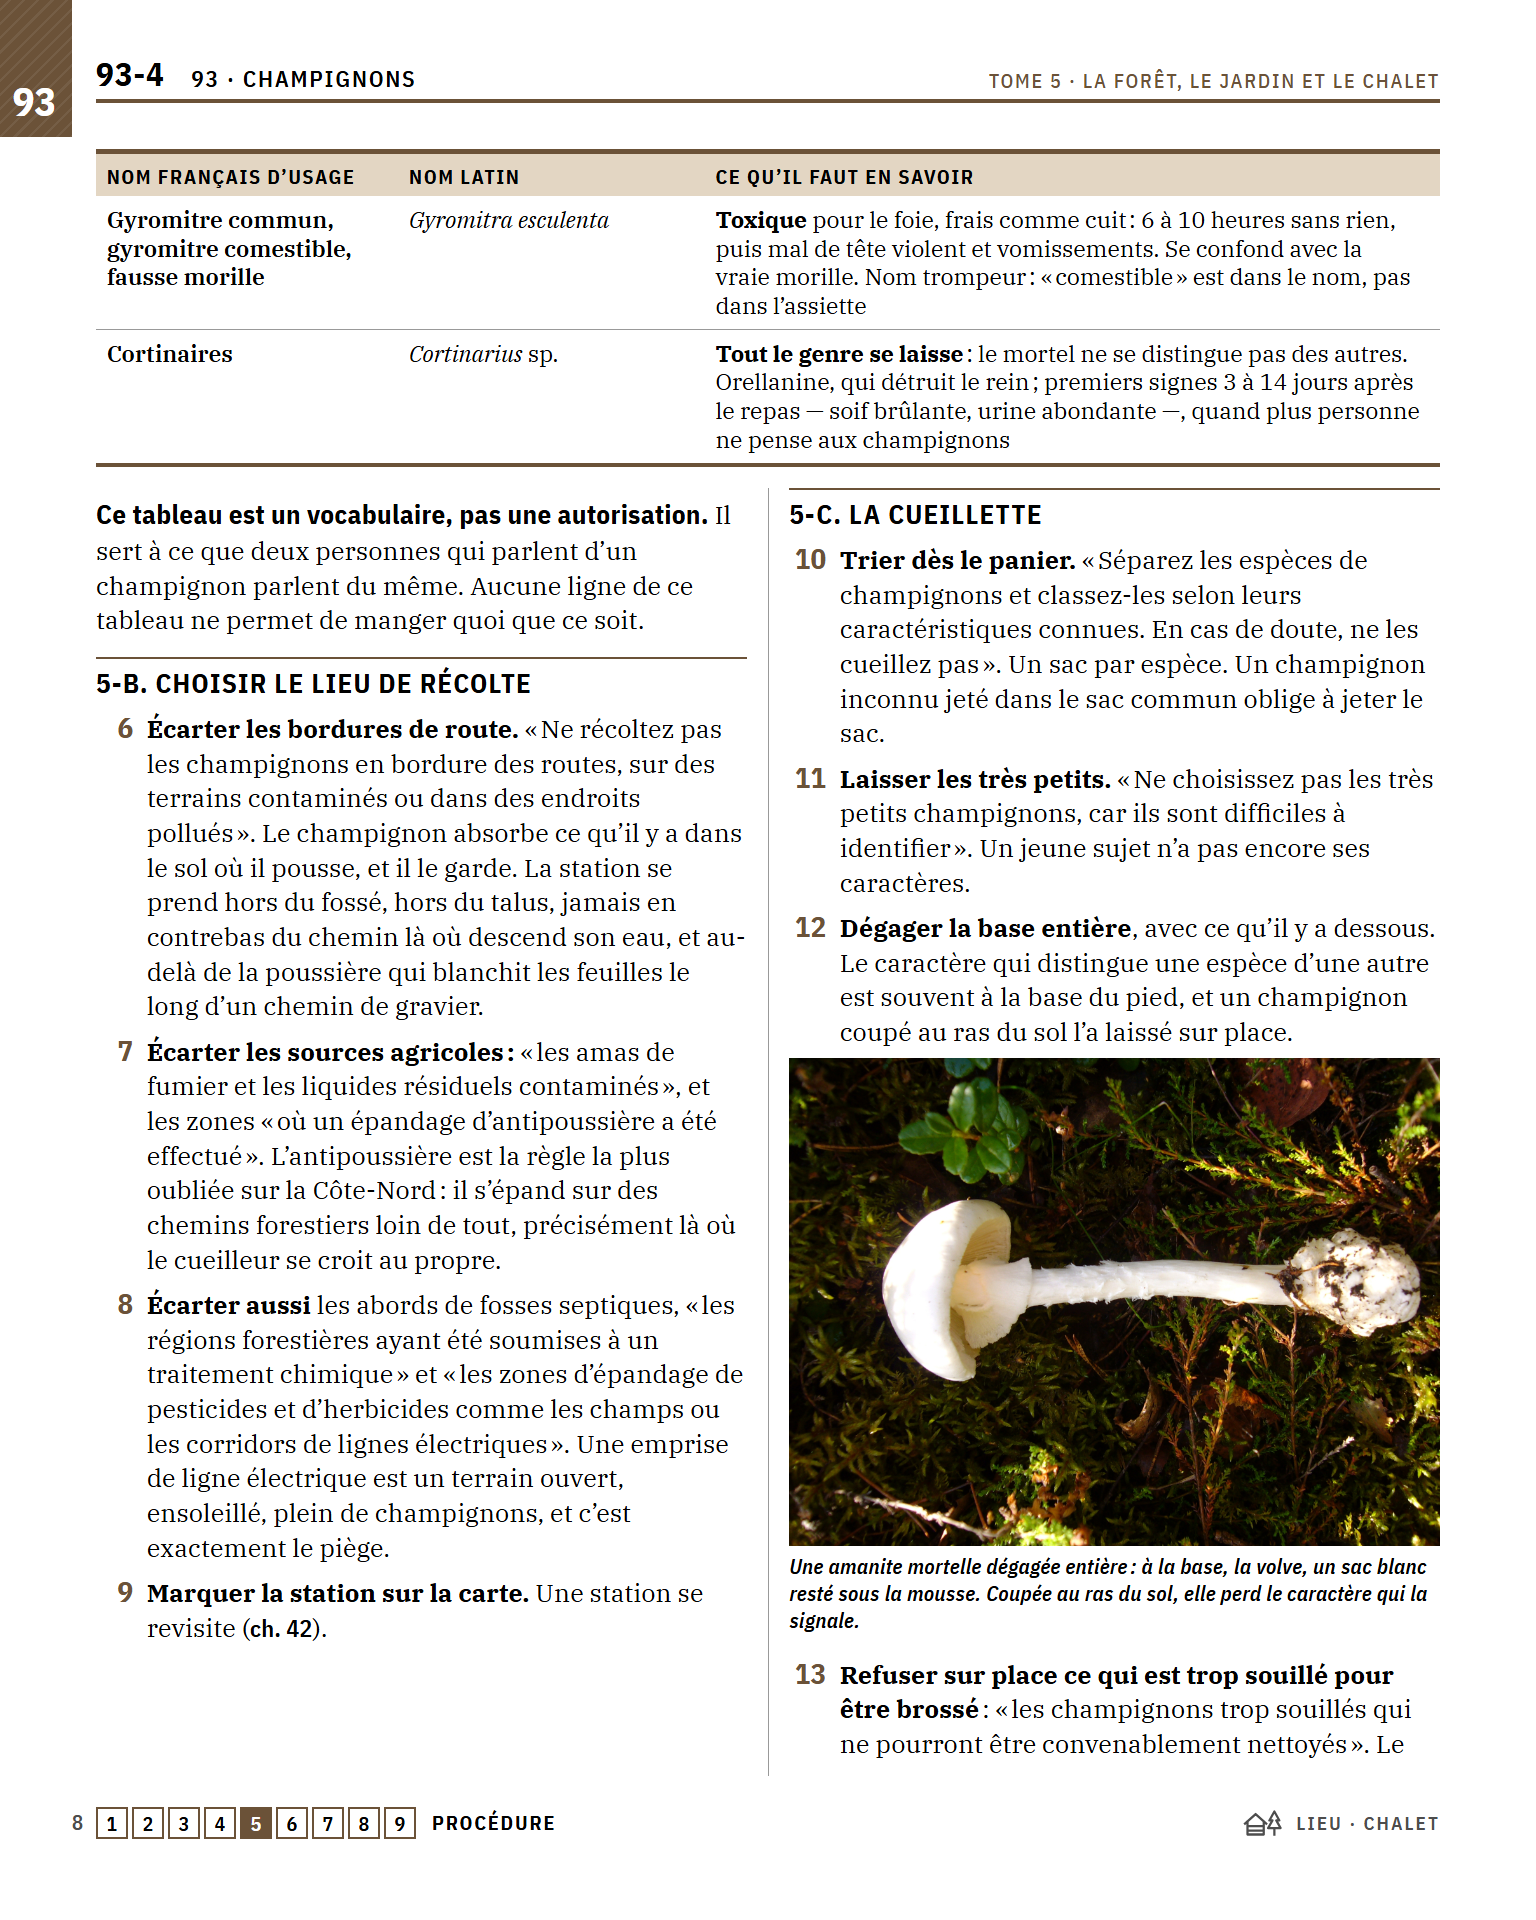 93
93-4 93 · CHAMPIGNONS
TOME 5 · LA FORÊT, LE JARDIN ET LE CHALET
NOM FRANÇAIS D’USAGE NOM LATIN CE QU’IL FAUT EN SAVOIR
Gyromitre commun,
gyromitre comestible,
fausse morille
Gyromitra esculenta
Toxique pour le foie, frais comme cuit : 6 à 10 heures sans rien,
puis mal de tête violent et vomissements. Se confond avec la
vraie morille. Nom trompeur : « comestible » est dans le nom, pas
dans l’assiette
Cortinaires
Cortinarius sp.
Tout le genre se laisse : le mortel ne se distingue pas des autres.
Orellanine, qui détruit le rein ; premiers signes 3 à 14 jours après
le repas — soif brûlante, urine abondante —, quand plus personne
ne pense aux champignons
Ce tableau est un vocabulaire, pas une autorisation. Il
sert à ce que deux personnes qui parlent d’un
champignon parlent du même. Aucune ligne de ce
tableau ne permet de manger quoi que ce soit.
5-B. CHOISIR LE LIEU DE RÉCOLTE
6 Écarter les bordures de route. « Ne récoltez pas
les champignons en bordure des routes, sur des
terrains contaminés ou dans des endroits
pollués ». Le champignon absorbe ce qu’il y a dans
le sol où il pousse, et il le garde. La station se
prend hors du fossé, hors du talus, jamais en
contrebas du chemin là où descend son eau, et au-
delà de la poussière qui blanchit les feuilles le
long d’un chemin de gravier.
7 Écarter les sources agricoles : « les amas de
fumier et les liquides résiduels contaminés », et
les zones « où un épandage d’antipoussière a été
effectué ». L’antipoussière est la règle la plus
oubliée sur la Côte-Nord : il s’épand sur des
chemins forestiers loin de tout, précisément là où
le cueilleur se croit au propre.
8 Écarter aussi les abords de fosses septiques, « les
régions forestières ayant été soumises à un
traitement chimique » et « les zones d’épandage de
pesticides et d’herbicides comme les champs ou
les corridors de lignes électriques ». Une emprise
de ligne électrique est un terrain ouvert,
ensoleillé, plein de champignons, et c’est
exactement le piège.
9 Marquer la station sur la carte. Une station se
revisite (ch. 42).
5-C. LA CUEILLETTE
10 Trier dès le panier. « Séparez les espèces de
champignons et classez-les selon leurs
caractéristiques connues. En cas de doute, ne les
cueillez pas ». Un sac par espèce. Un champignon
inconnu jeté dans le sac commun oblige à jeter le
sac.
11 Laisser les très petits. « Ne choisissez pas les très
petits champignons, car ils sont difficiles à
identifier ». Un jeune sujet n’a pas encore ses
caractères.
12 Dégager la base entière, avec ce qu’il y a dessous.
Le caractère qui distingue une espèce d’une autre
est souvent à la base du pied, et un champignon
coupé au ras du sol l’a laissé sur place.
Une amanite mortelle dégagée entière : à la base, la volve, un sac blanc
resté sous la mousse. Coupée au ras du sol, elle perd le caractère qui la
signale.
13 Refuser sur place ce qui est trop souillé pour
être brossé : « les champignons trop souillés qui
ne pourront être convenablement nettoyés ». Le
8 1 2 3 4 5 6 7 8 9 PROCÉDURE
LIEU · CHALET